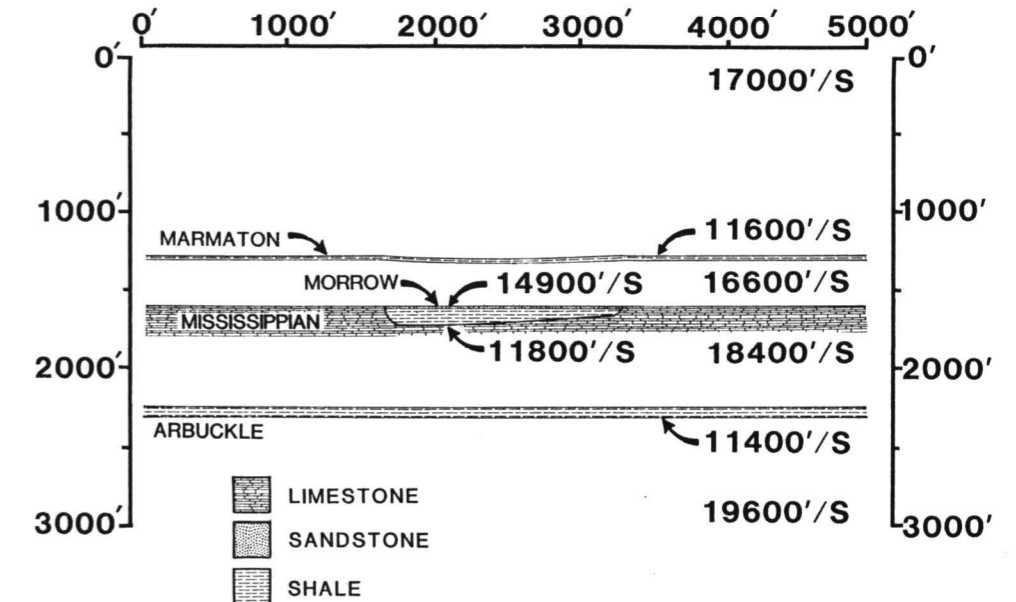 0′ 1000′ 2000′ 3000′ 4000′ 5000′
0′ 0′
17000′/S
1000′ 1000′
MARMATON 11600′/S
MORROW 14900′/S 16600′/S
MISSISSIPPIAN
11800′/S 18400′/S
2000′ 2000′
ARBUCKLE 11400′/S
LIMESTONE
19600′/S
3000′ 3000′
SANDSTONE
SHALE